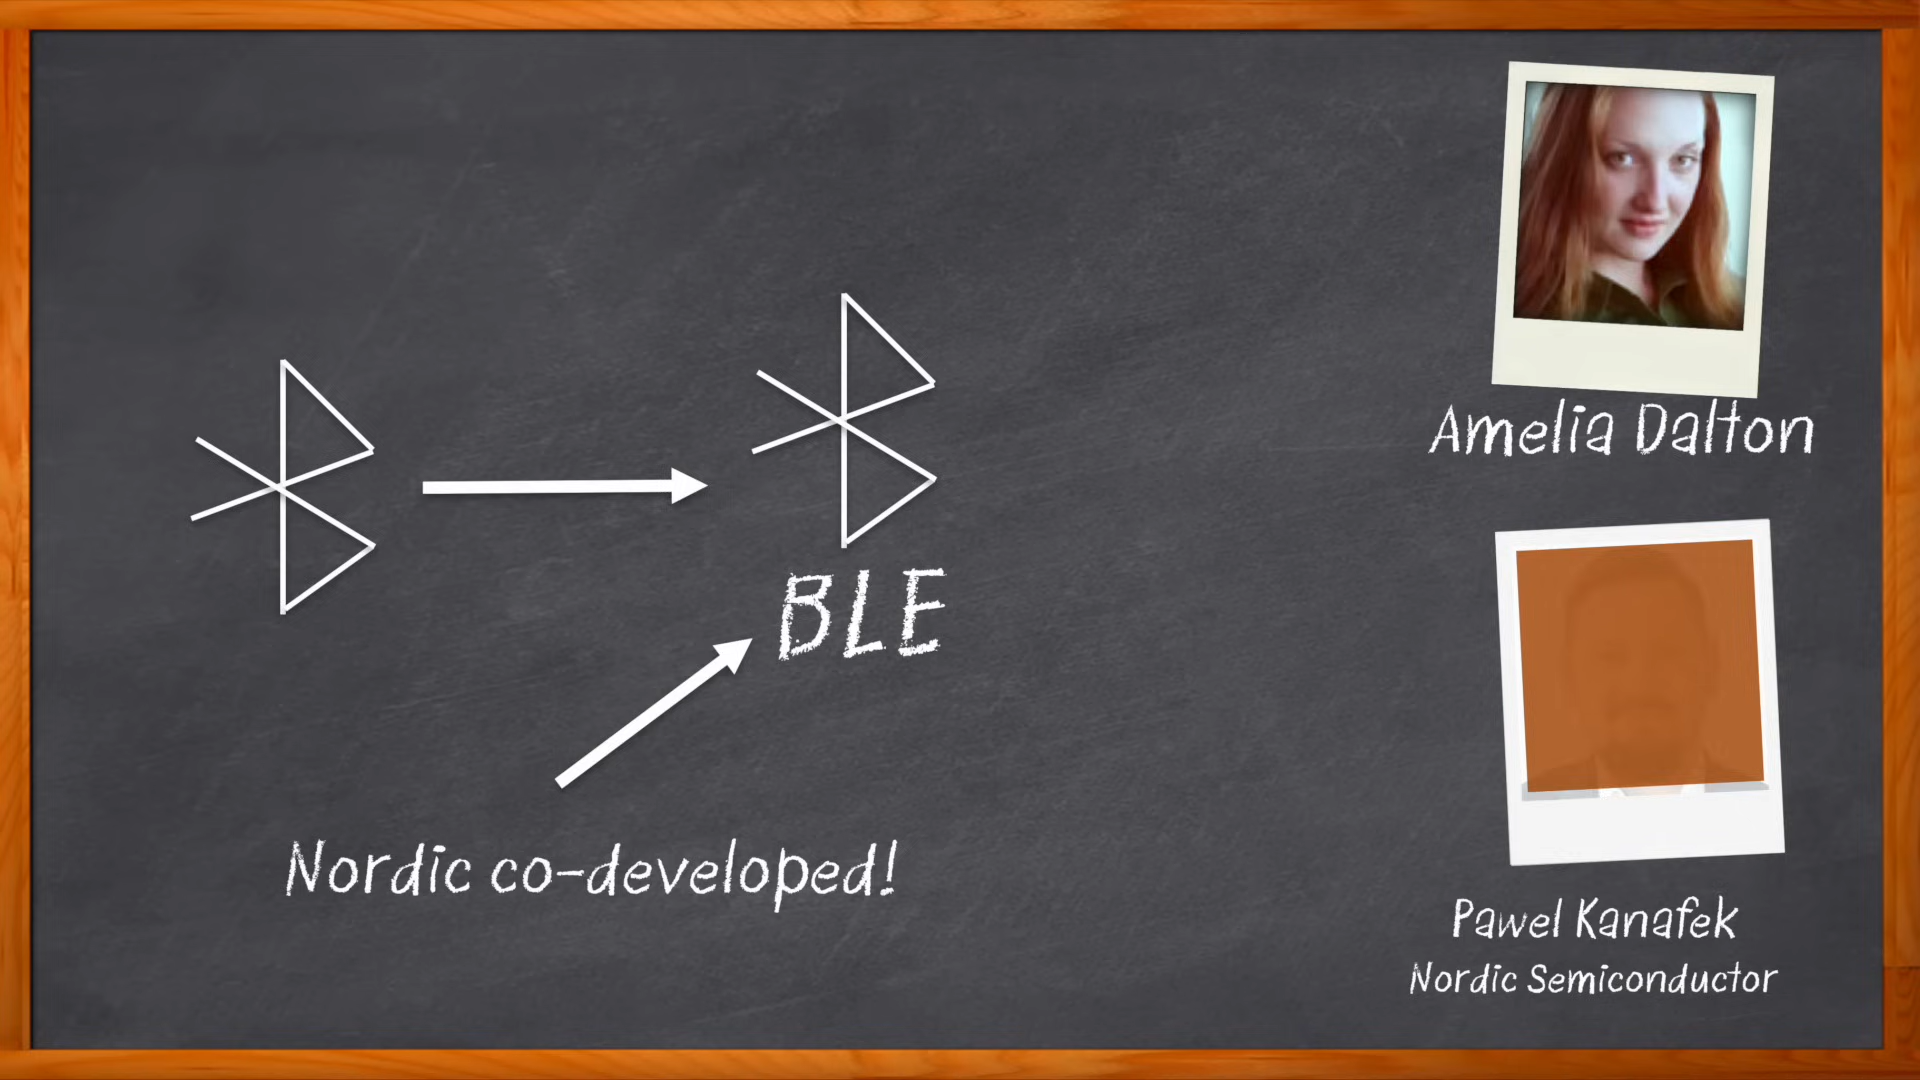 Amelia Dalton
BLE
Nordic co-developed!
Pawel Kanafek
Nordic Semiconductor